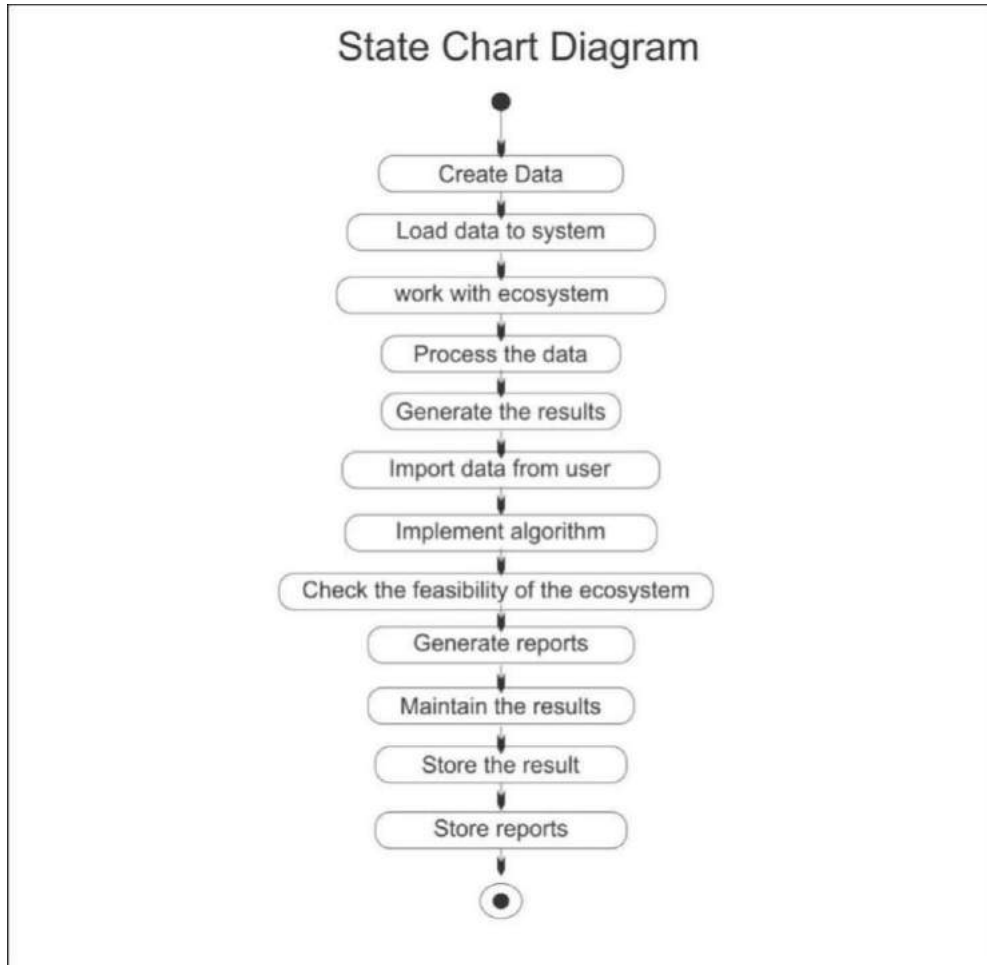 State Chart Diagram
Create Data
Load data to system
work with ecosystem
Process the data
Generate the results
Import data from user
Implement algorithm
Check the feasibility of the ecosystem
Generate reports
Maintain the results
Store the result
Store reports